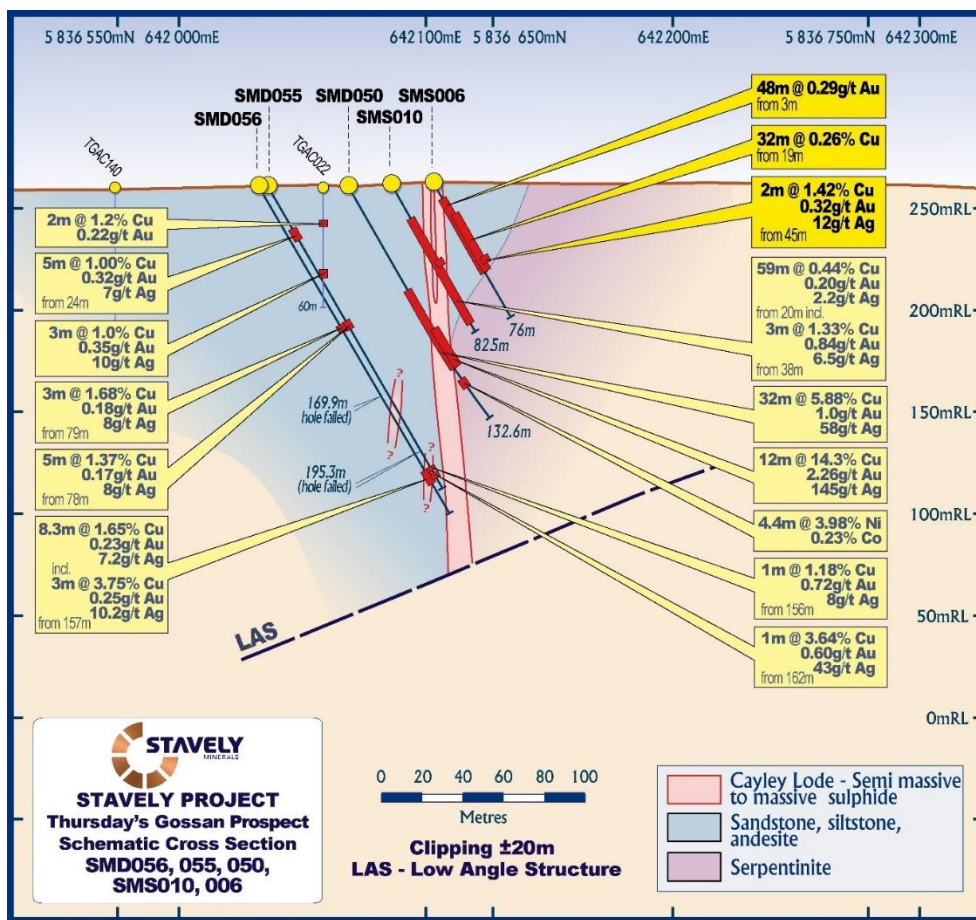 5 836 550mN 642 000mE 642 100mE 5 836 650mN 642 200mE 5 836 750mN 642 300mE
SMD055 SMD050 SMS006
SMD056 SMS010
TGAC140
TGAC022
48m @ 0.29g/t Au
from 3m
32m @ 0.26% Cu
from 19m
2m @ 1.42% Cu
0.32g/t Au
12g/t Ag
from 45m
59m @ 0.44% Cu
0.20g/t Au
2.2g/t Ag
from 20m incl.
3m @ 1.33% Cu
0.84g/t Au
6.5g/t Ag
from 38m
32m @ 5.88% Cu
1.0g/t Au
58g/t Ag
12m @ 14.3% Cu
2.26g/t Au
145g/t Ag
4.4m @ 3.98% Ni
0.23% Co
1m @ 1.18% Cu
0.72g/t Au
8g/t Ag
from 156m
1m @ 3.64% Cu
0.60g/t Au
43g/t Ag
from 162m
2m @ 1.2% Cu
0.22g/t Au
5m @ 1.00% Cu
0.32g/t Au
7g/t Ag
from 24m
3m @ 1.0% Cu
0.35g/t Au
10g/t Ag
3m @ 1.68% Cu
0.18g/t Au
8g/t Ag
from 79m
5m @ 1.37% Cu
0.17g/t Au
8g/t Ag
from 78m
8.3m @ 1.65% Cu
0.23g/t Au
7.2g/t Ag
incl.
3m @ 3.75% Cu
0.25g/t Au
10.2g/t Ag
from 157m
60m
76m
82.5m
132.6m
169.9m
hole failed)
195.3m
(hole failed)
?
?
?
?
LAS
250mRL
200mRL
150mRL
100mRL
50mRL
0mRL
STAVELY
MINERALS
STAVELY PROJECT
Thursday's Gossan Prospect
Schematic Cross Section
SMD056, 055, 050,
SMS010, 006
0 20 40 60 80 100
Metres
Clipping ±20m
LAS - Low Angle Structure
Cayley Lode - Semi massive
to massive sulphide
Sandstone, siltstone,
andesite
Serpentinite